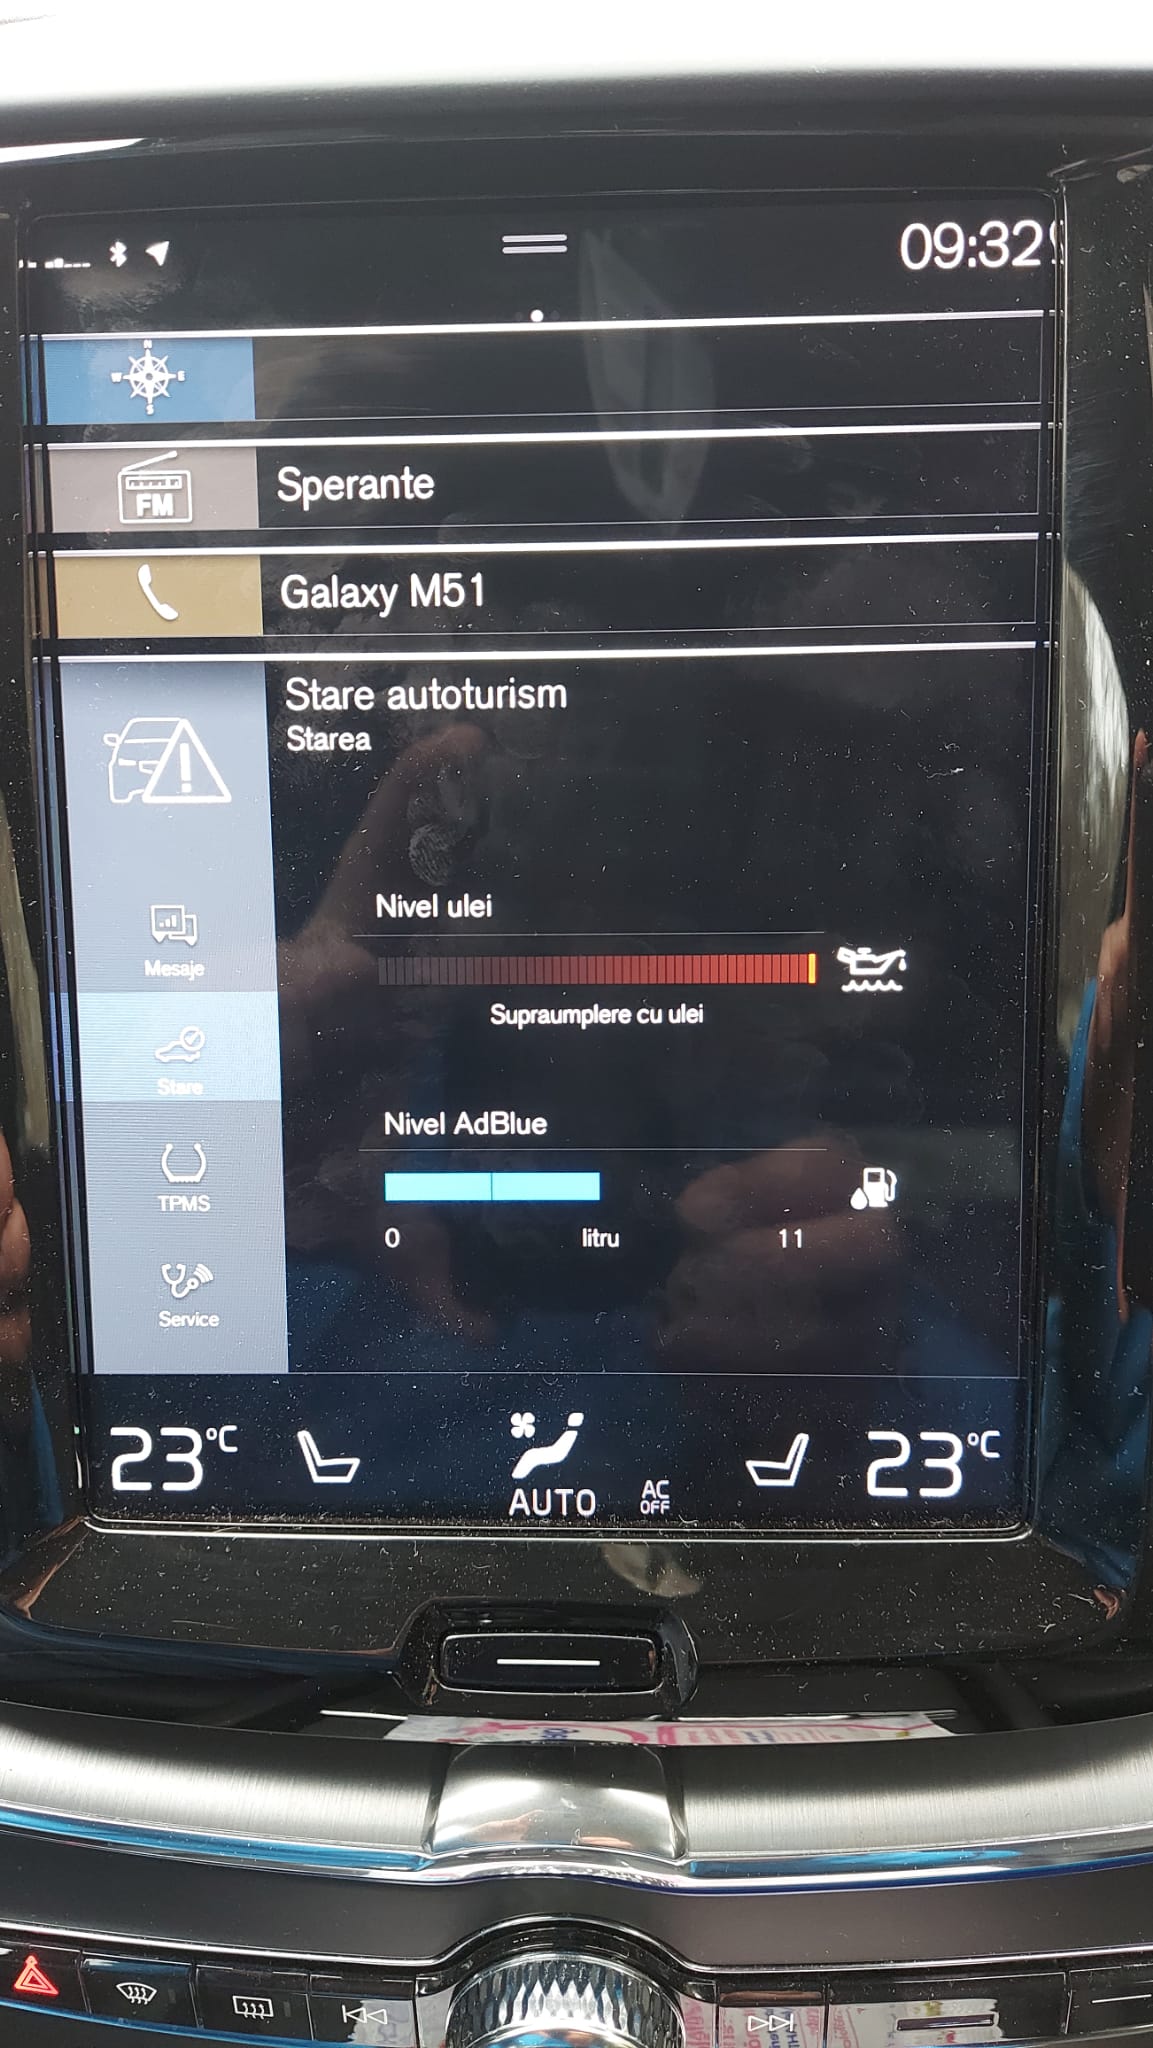 09:32
N
W E
S
FM
Sperante
Galaxy M51
Stare autoturism
Starea
Nivel ulei
Mesaje
Supraumplere cu ulei
Stare
Nivel AdBlue
TPMS
0 litru 11
Service
23°C
AUTO
AC
OFF
23°C